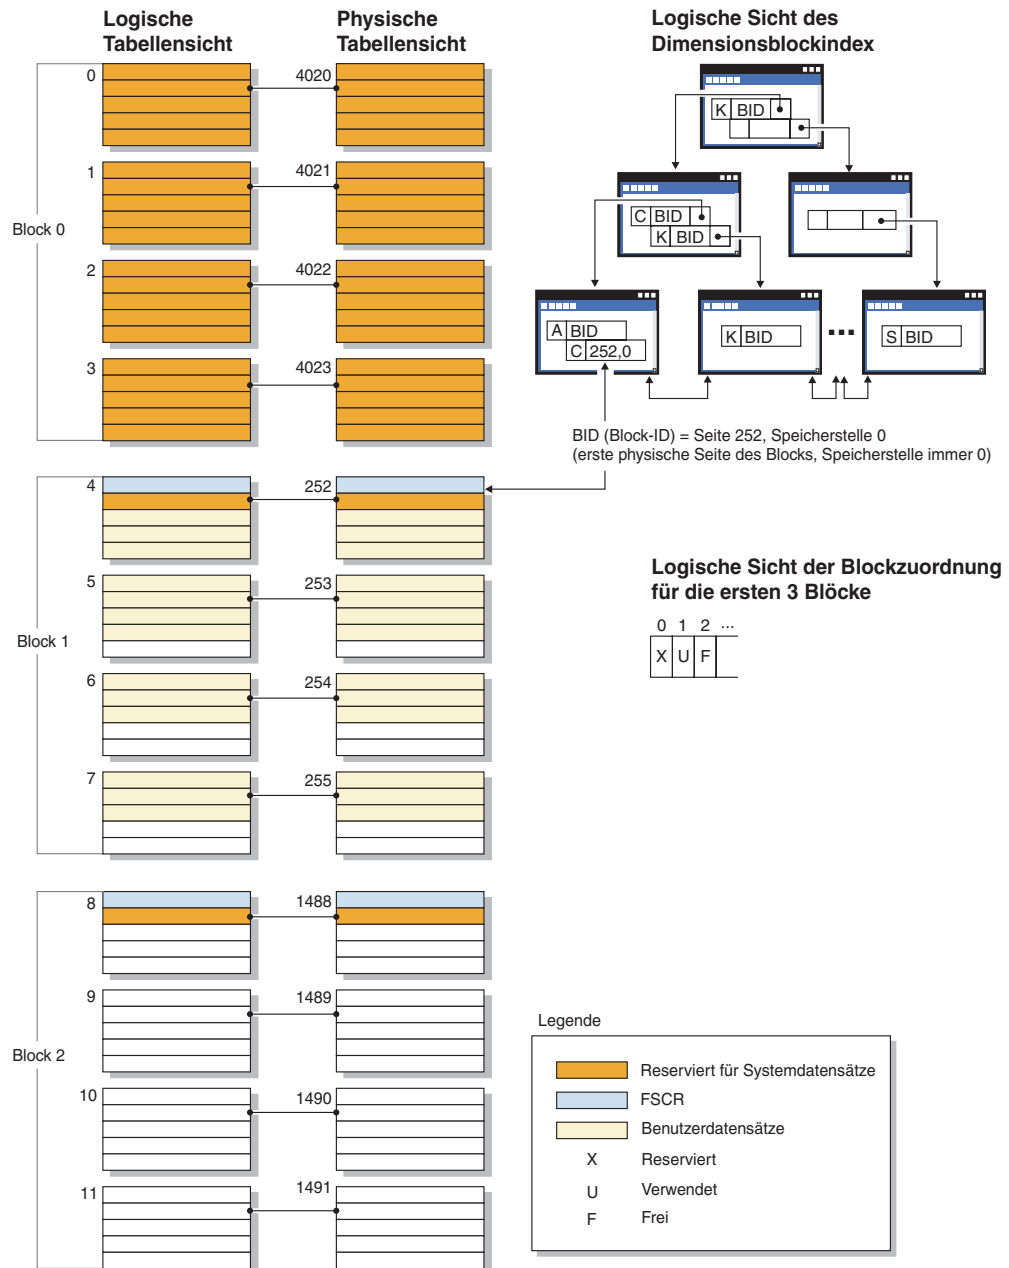 Logische
Tabellensicht
Physische
Tabellensicht
Logische Sicht des
Dimensionsblockindex
Block 0
0
4020
1
4021
2
4022
3
4023
K BID
C BID
K BID
A BID
C 252,0
K BID
S BID
BID (Block-ID) = Seite 252, Speicherstelle 0
(erste physische Seite des Blocks, Speicherstelle immer 0)
Block 1
4
252
5
253
6
254
7
255
Logische Sicht der Blockzuordnung
für die ersten 3 Blöcke
0 1 2 ...
X U F
Block 2
8
1488
9
1489
10
1490
11
1491
Legende
Reserviert für Systemdatensätze
FSCR
Benutzerdatensätze
X Reserviert
U Verwendet
F Frei